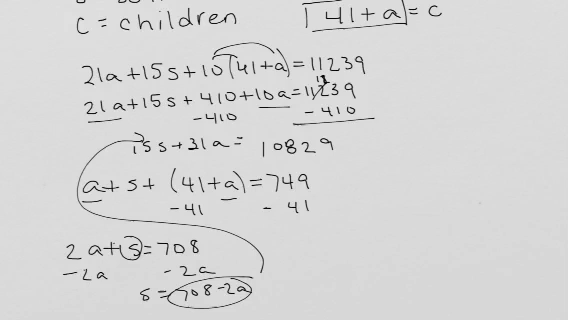 c = children
41+a = c
21a+15s+10(41+a)=11239
21a+15s+410+10a=11239
-410 -410
15s+31a= 10829
a+s+(41+a)=749
-41 -41
2a+s=708
-2a -2a
s=708-2a